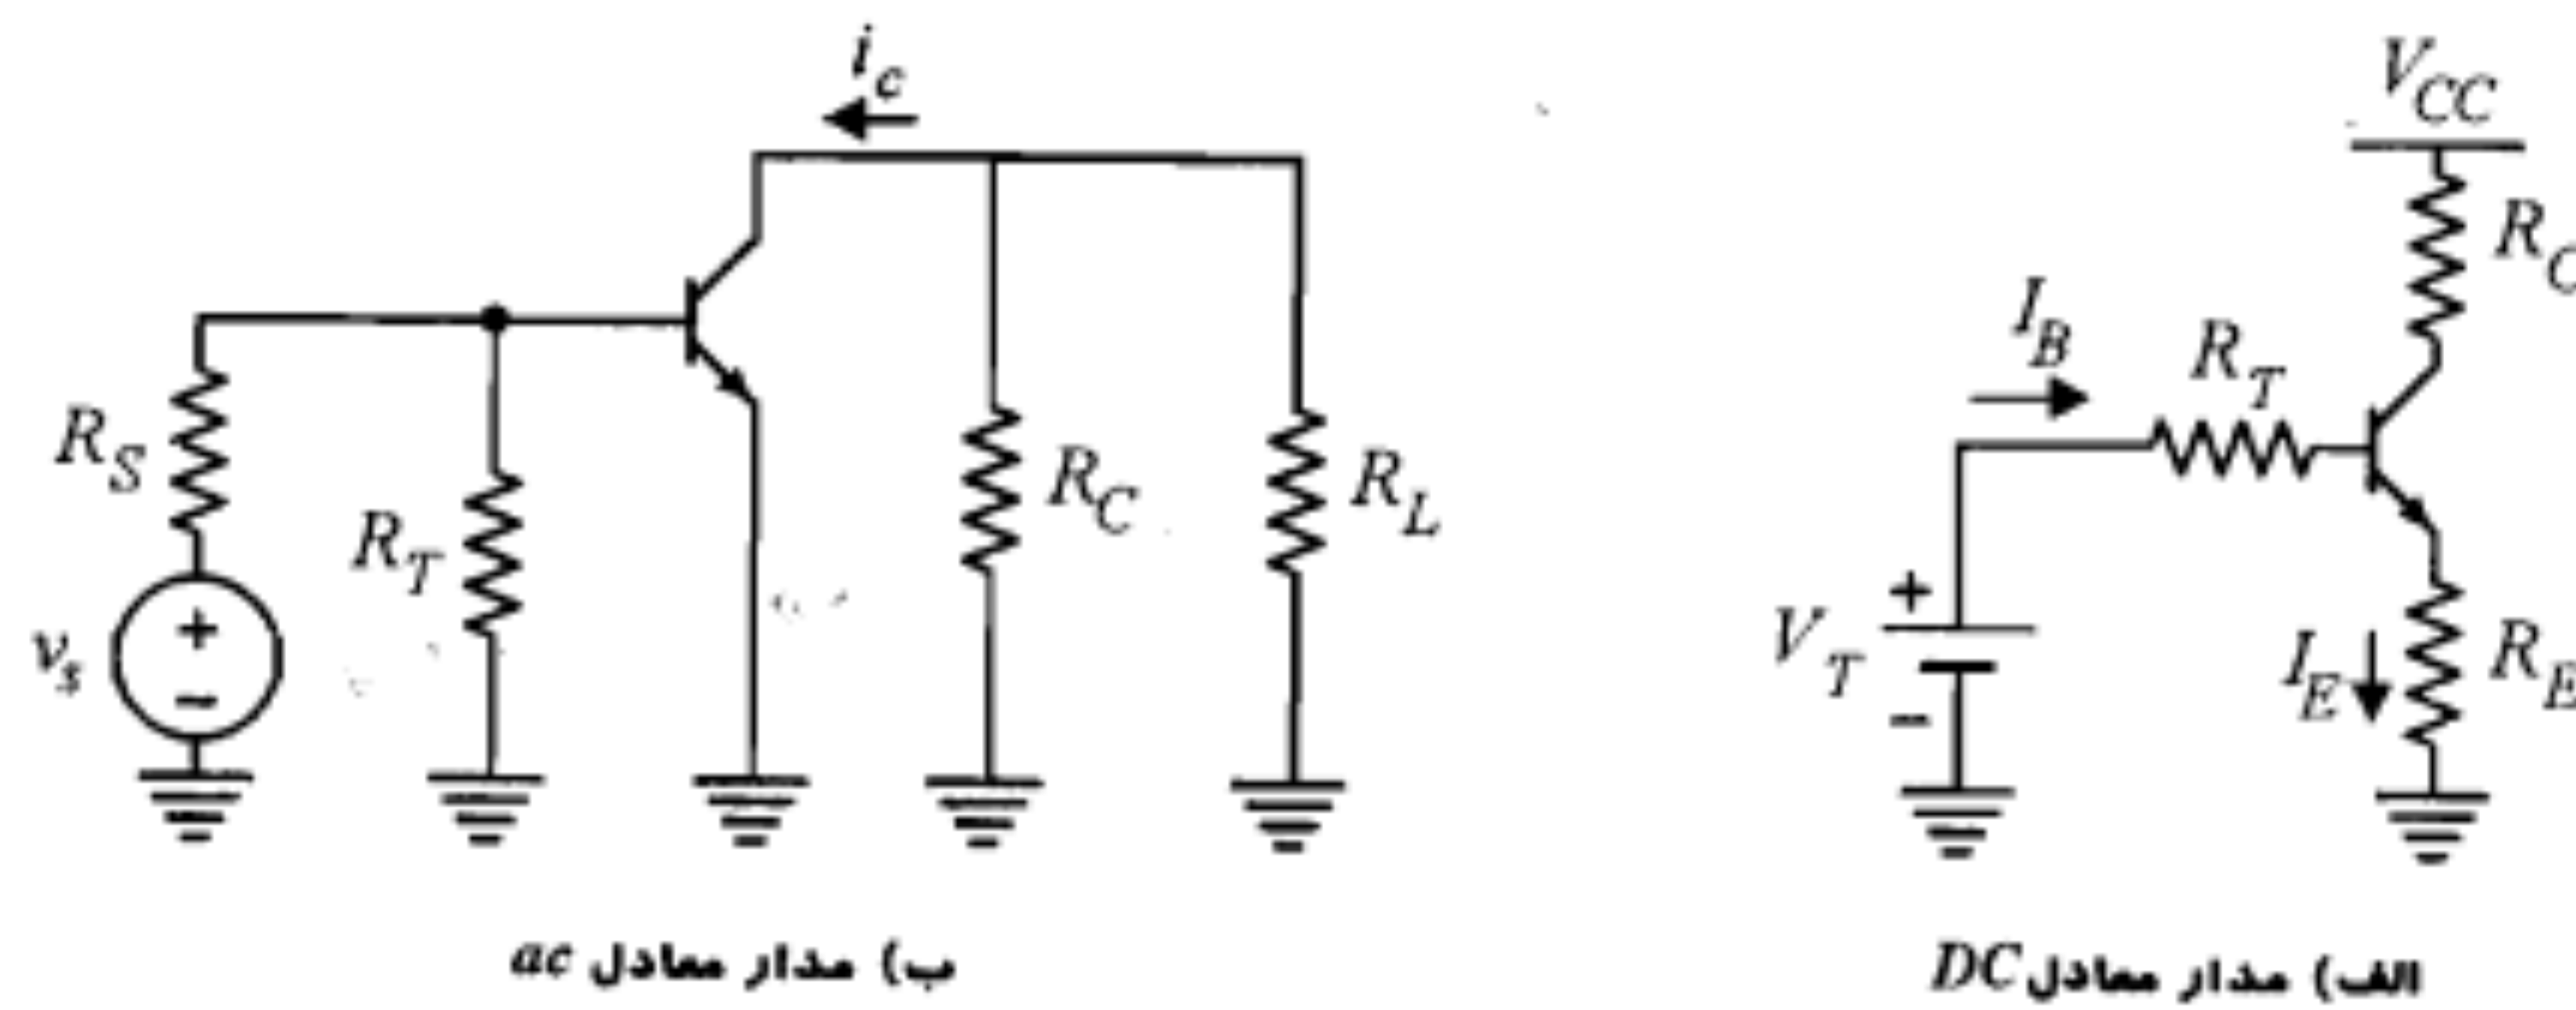 i_c
R_S
R_T
R_C
R_L
v_s
+
−
ب) مدار معادل ac
V_CC
R_C
I_B
R_T
+
V_T
−
I_E
R_E
الف) مدار معادل DC